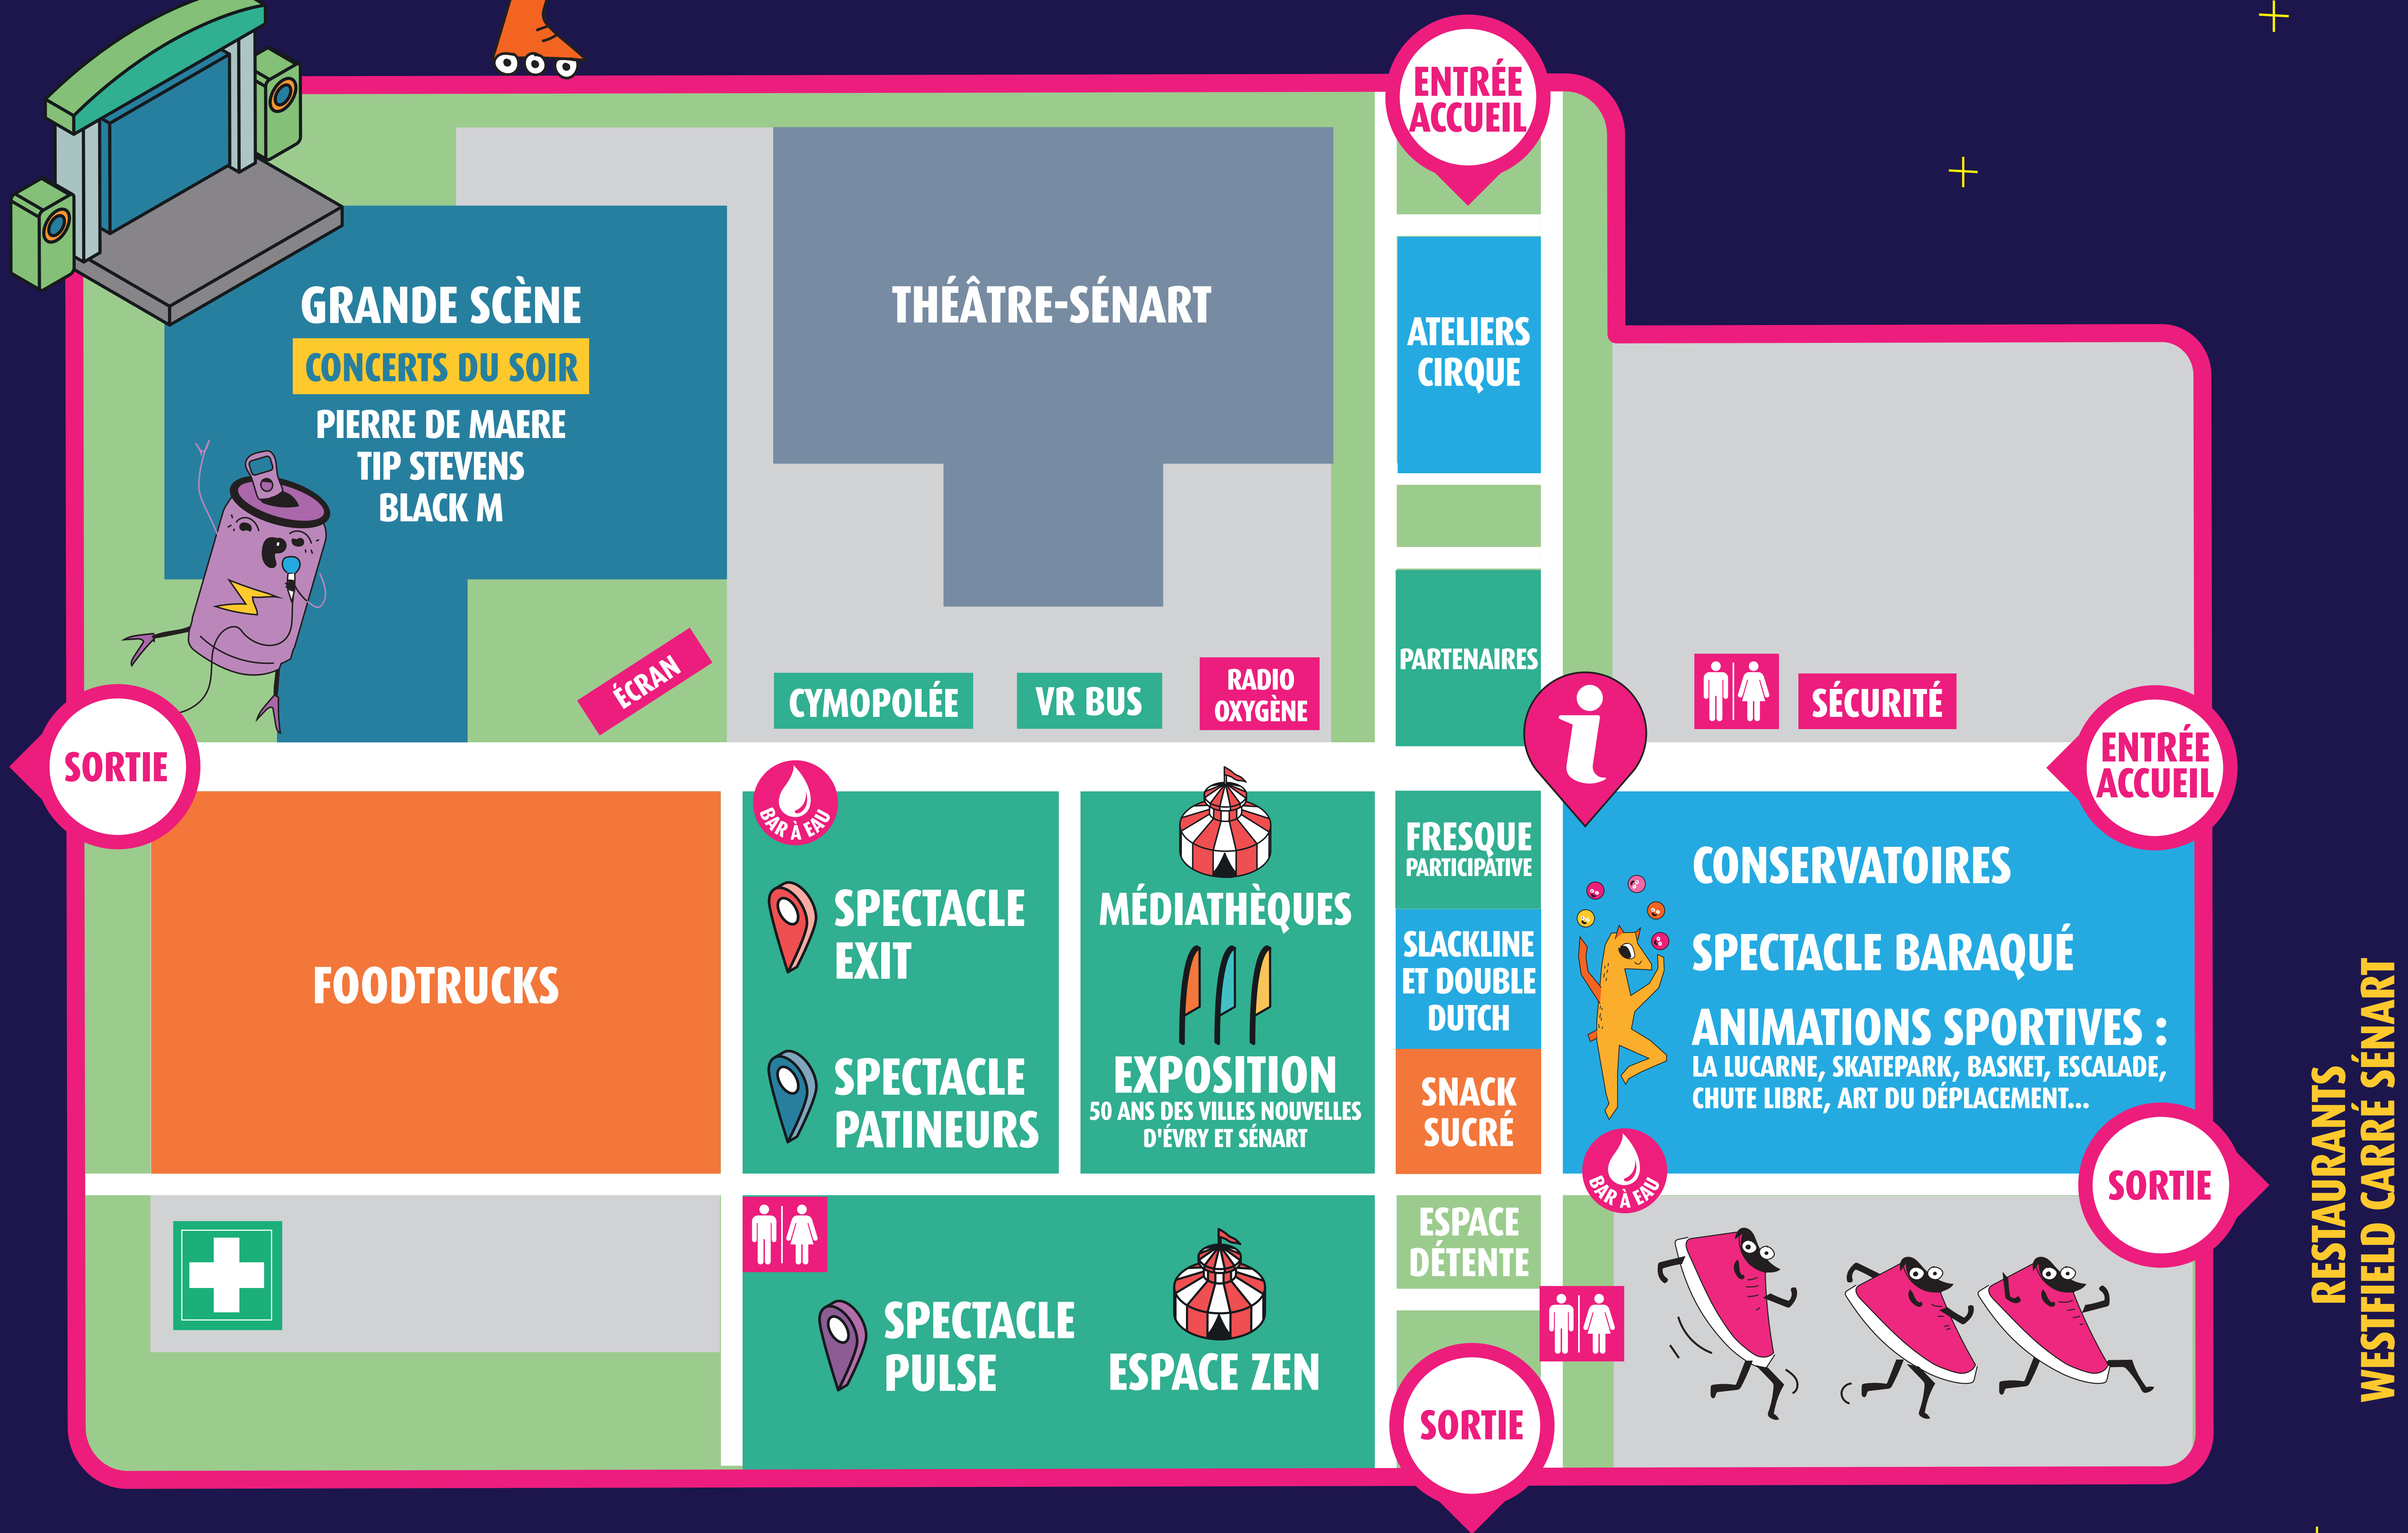 ENTRÉE
ACCUEIL
GRANDE SCÈNE
CONCERTS DU SOIR
PIERRE DE MAERE
TIP STEVENS
BLACK M
THÉÂTRE-SÉNART
ATELIERS
CIRQUE
PARTENAIRES
ÉCRAN
CYMOPOLÉE
VR BUS
RADIO
OXYGÈNE
i
SÉCURITÉ
SORTIE
ENTRÉE
ACCUEIL
FOODTRUCKS
BAR À EAU
SPECTACLE
EXIT
SPECTACLE
PATINEURS
MÉDIATHÈQUES
EXPOSITION
50 ANS DES VILLES NOUVELLES
D'ÉVRY ET SÉNART
FRESQUE
PARTICIPATIVE
SLACKLINE
ET DOUBLE
DUTCH
SNACK
SUCRÉ
CONSERVATOIRES
SPECTACLE BARAQUÉ
ANIMATIONS SPORTIVES :
LA LUCARNE, SKATEPARK, BASKET, ESCALADE,
CHUTE LIBRE, ART DU DÉPLACEMENT...
BAR À EAU
SORTIE
RESTAURANTS
WESTFIELD CARRÉ SÉNART
SPECTACLE
PULSE
ESPACE ZEN
ESPACE
DÉTENTE
SORTIE